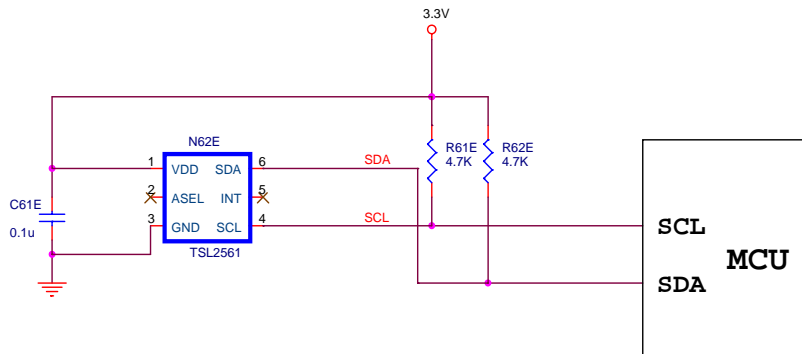 3.3V
N62E
1 VDD SDA 6
2 ASEL INT 5
3 GND SCL 4
TSL2561
C61E
0.1u
SDA
SCL
R61E
4.7K
R62E
4.7K
SCL
MCU
SDA